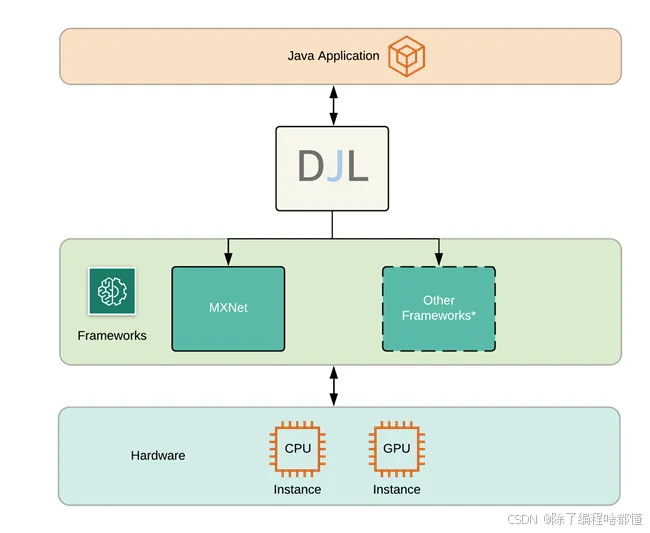 Java Application
DJL
MXNet
Other
Frameworks*
Frameworks
Hardware
CPU
GPU
Instance
Instance
CSDN @除了编程啥都懂